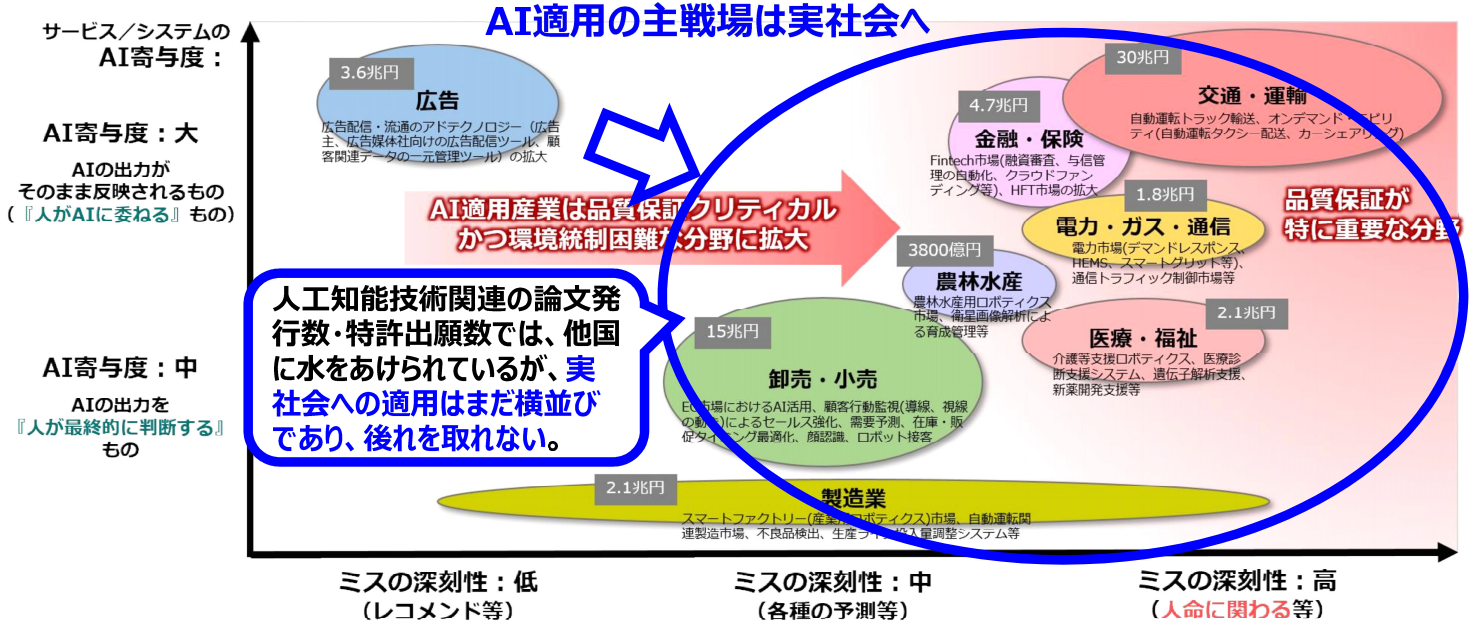 AI適用の主戦場は実社会へ
サービス／システムの
AI寄与度：
AI寄与度：大
AIの出力が
そのまま反映されるもの
（『人がAIに委ねる』もの）
AI寄与度：中
AIの出力を
『人が最終的に判断する』
もの
3.6兆円
広告
広告配信・流通のアドテクノロジー（広告
主、広告媒体社向けの広告配信ツール、顧
客関連データの一元管理ツール）の拡大
AI適用産業は品質保証クリティカル
かつ環境統制困難な分野に拡大
人工知能技術関連の論文発
行数・特許出願数では、他国
に水をあけられているが、実
社会への適用はまだ横並び
であり、後れを取れない。
4.7兆円
金融・保険
Fintech市場(融資審査、与信管
理の自動化、クラウドファン
ディング等)、HFT市場の拡大
30兆円
交通・運輸
自動運転トラック輸送、オンデマンド・モビリ
ティ(自動運転タクシー配送、カーシェアリング)
1.8兆円
電力・ガス・通信
電力市場(デマンドレスポンス、
HEMS、スマートグリット等)、
通信トラフィック制御市場等
品質保証が
特に重要な分野
3800億円
農林水産
農林水産用ロボティクス
市場、衛星画像解析によ
る育成管理等
2.1兆円
医療・福祉
介護等支援ロボティクス、医療診
断支援システム、遺伝子解析支援、
新薬開発支援等
15兆円
卸売・小売
EC市場におけるAI活用、顧客行動監視(導線、視線
の動き)によるセールス強化、需要予測、在庫・販
促タイミング最適化、顔認識、ロボット接客
2.1兆円
製造業
スマートファクトリー(産業用ロボティクス)市場、自動運転関
連製造市場、不良品検出、生産ライン投入量調整システム等
ミスの深刻性：低
（レコメンド等）
ミスの深刻性：中
（各種の予測等）
ミスの深刻性：高
（人命に関わる等）